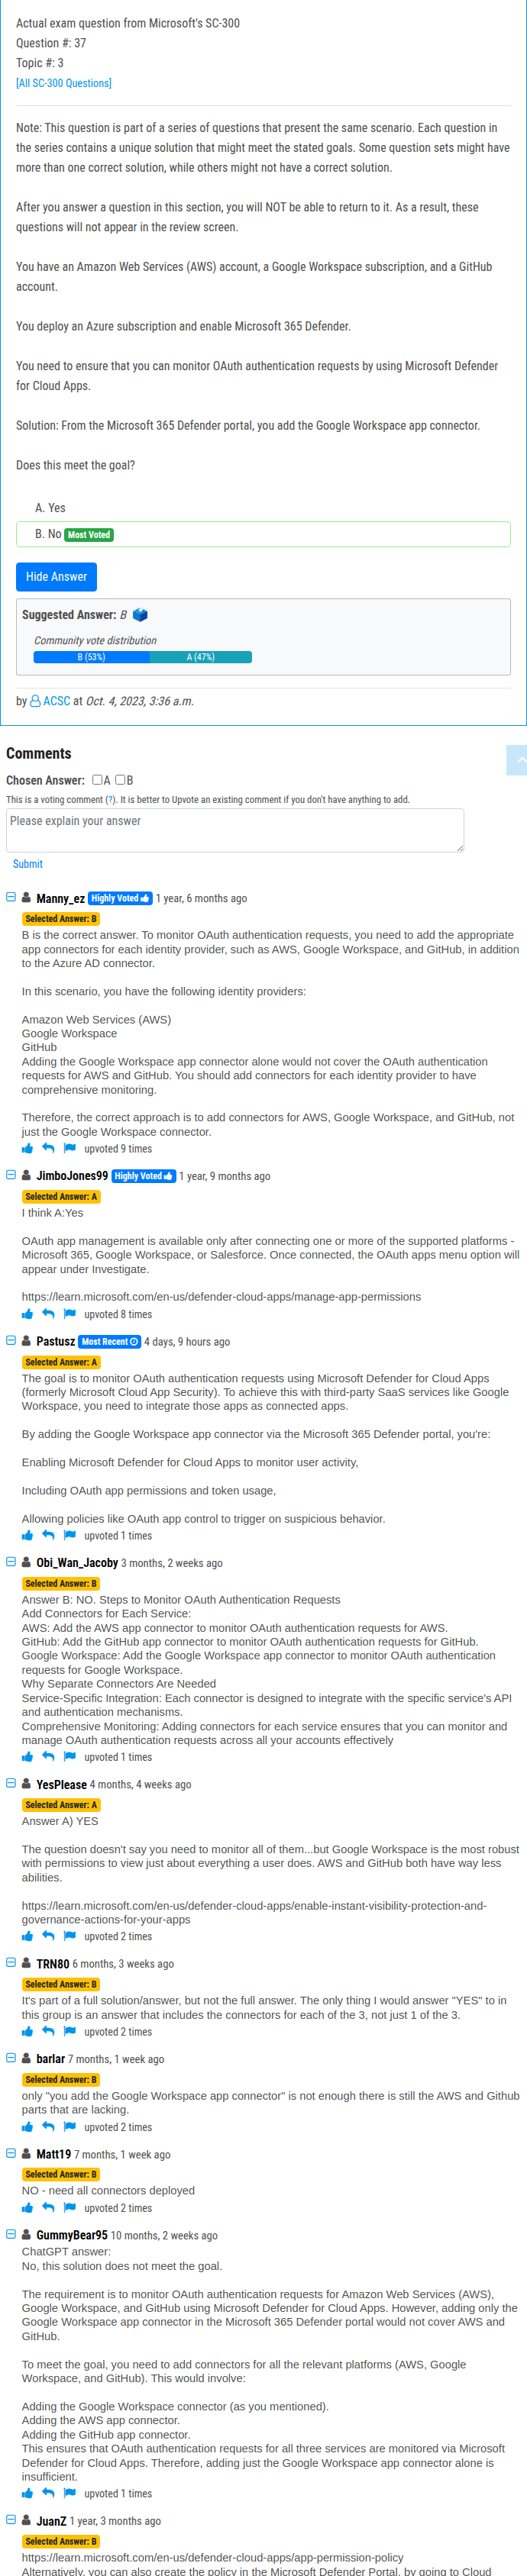 Actual exam question from Microsoft's SC-300
Question #: 37
Topic #: 3
[All SC-300 Questions]
Note: This question is part of a series of questions that present the same scenario. Each question in
the series contains a unique solution that might meet the stated goals. Some question sets might have
more than one correct solution, while others might not have a correct solution.
After you answer a question in this section, you will NOT be able to return to it. As a result, these
questions will not appear in the review screen.
You have an Amazon Web Services (AWS) account, a Google Workspace subscription, and a GitHub
account.
You deploy an Azure subscription and enable Microsoft 365 Defender.
You need to ensure that you can monitor OAuth authentication requests by using Microsoft Defender
for Cloud Apps.
Solution: From the Microsoft 365 Defender portal, you add the Google Workspace app connector.
Does this meet the goal?
A. Yes
B. No Most Voted
Hide Answer
Suggested Answer: B
Community vote distribution
B (53%) A (47%)
by ACSC at Oct. 4, 2023, 3:36 a.m.
Comments
Chosen Answer: A B
This is a voting comment (?). It is better to Upvote an existing comment if you don't have anything to add.
Please explain your answer
Submit
Manny_ez Highly Voted 1 year, 6 months ago
Selected Answer: B
B is the correct answer. To monitor OAuth authentication requests, you need to add the appropriate
app connectors for each identity provider, such as AWS, Google Workspace, and GitHub, in addition
to the Azure AD connector.
In this scenario, you have the following identity providers:
Amazon Web Services (AWS)
Google Workspace
GitHub
Adding the Google Workspace app connector alone would not cover the OAuth authentication
requests for AWS and GitHub. You should add connectors for each identity provider to have
comprehensive monitoring.
Therefore, the correct approach is to add connectors for AWS, Google Workspace, and GitHub, not
just the Google Workspace connector.
upvoted 9 times
JimboJones99 Highly Voted 1 year, 9 months ago
Selected Answer: A
I think A:Yes
OAuth app management is available only after connecting one or more of the supported platforms -
Microsoft 365, Google Workspace, or Salesforce. Once connected, the OAuth apps menu option will
appear under Investigate.
https://learn.microsoft.com/en-us/defender-cloud-apps/manage-app-permissions
upvoted 8 times
Pastusz Most Recent 4 days, 9 hours ago
Selected Answer: A
The goal is to monitor OAuth authentication requests using Microsoft Defender for Cloud Apps
(formerly Microsoft Cloud App Security). To achieve this with third-party SaaS services like Google
Workspace, you need to integrate those apps as connected apps.
By adding the Google Workspace app connector via the Microsoft 365 Defender portal, you're:
Enabling Microsoft Defender for Cloud Apps to monitor user activity,
Including OAuth app permissions and token usage,
Allowing policies like OAuth app control to trigger on suspicious behavior.
upvoted 1 times
Obi_Wan_Jacoby 3 months, 2 weeks ago
Selected Answer: B
Answer B: NO. Steps to Monitor OAuth Authentication Requests
Add Connectors for Each Service:
AWS: Add the AWS app connector to monitor OAuth authentication requests for AWS.
GitHub: Add the GitHub app connector to monitor OAuth authentication requests for GitHub.
Google Workspace: Add the Google Workspace app connector to monitor OAuth authentication
requests for Google Workspace.
Why Separate Connectors Are Needed
Service-Specific Integration: Each connector is designed to integrate with the specific service's API
and authentication mechanisms.
Comprehensive Monitoring: Adding connectors for each service ensures that you can monitor and
manage OAuth authentication requests across all your accounts effectively
upvoted 1 times
YesPlease 4 months, 4 weeks ago
Selected Answer: A
Answer A) YES
The question doesn't say you need to monitor all of them...but Google Workspace is the most robust
with permissions to view just about everything a user does. AWS and GitHub both have way less
abilities.
https://learn.microsoft.com/en-us/defender-cloud-apps/enable-instant-visibility-protection-and-
governance-actions-for-your-apps
upvoted 2 times
TRN80 6 months, 3 weeks ago
Selected Answer: B
It's part of a full solution/answer, but not the full answer. The only thing I would answer "YES" to in
this group is an answer that includes the connectors for each of the 3, not just 1 of the 3.
upvoted 2 times
barlar 7 months, 1 week ago
Selected Answer: B
only "you add the Google Workspace app connector" is not enough there is still the AWS and Github
parts that are lacking.
upvoted 2 times
Matt19 7 months, 1 week ago
Selected Answer: B
NO - need all connectors deployed
upvoted 2 times
GummyBear95 10 months, 2 weeks ago
ChatGPT answer:
No, this solution does not meet the goal.
The requirement is to monitor OAuth authentication requests for Amazon Web Services (AWS),
Google Workspace, and GitHub using Microsoft Defender for Cloud Apps. However, adding only the
Google Workspace app connector in the Microsoft 365 Defender portal would not cover AWS and
GitHub.
To meet the goal, you need to add connectors for all the relevant platforms (AWS, Google
Workspace, and GitHub). This would involve:
Adding the Google Workspace connector (as you mentioned).
Adding the AWS app connector.
Adding the GitHub app connector.
This ensures that OAuth authentication requests for all three services are monitored via Microsoft
Defender for Cloud Apps. Therefore, adding just the Google Workspace app connector alone is
insufficient.
upvoted 1 times
JuanZ 1 year, 3 months ago
Selected Answer: B
https://learn.microsoft.com/en-us/defender-cloud-apps/app-permission-policy
Alternatively, you can also create the policy in the Microsoft Defender Portal, by going to Cloud